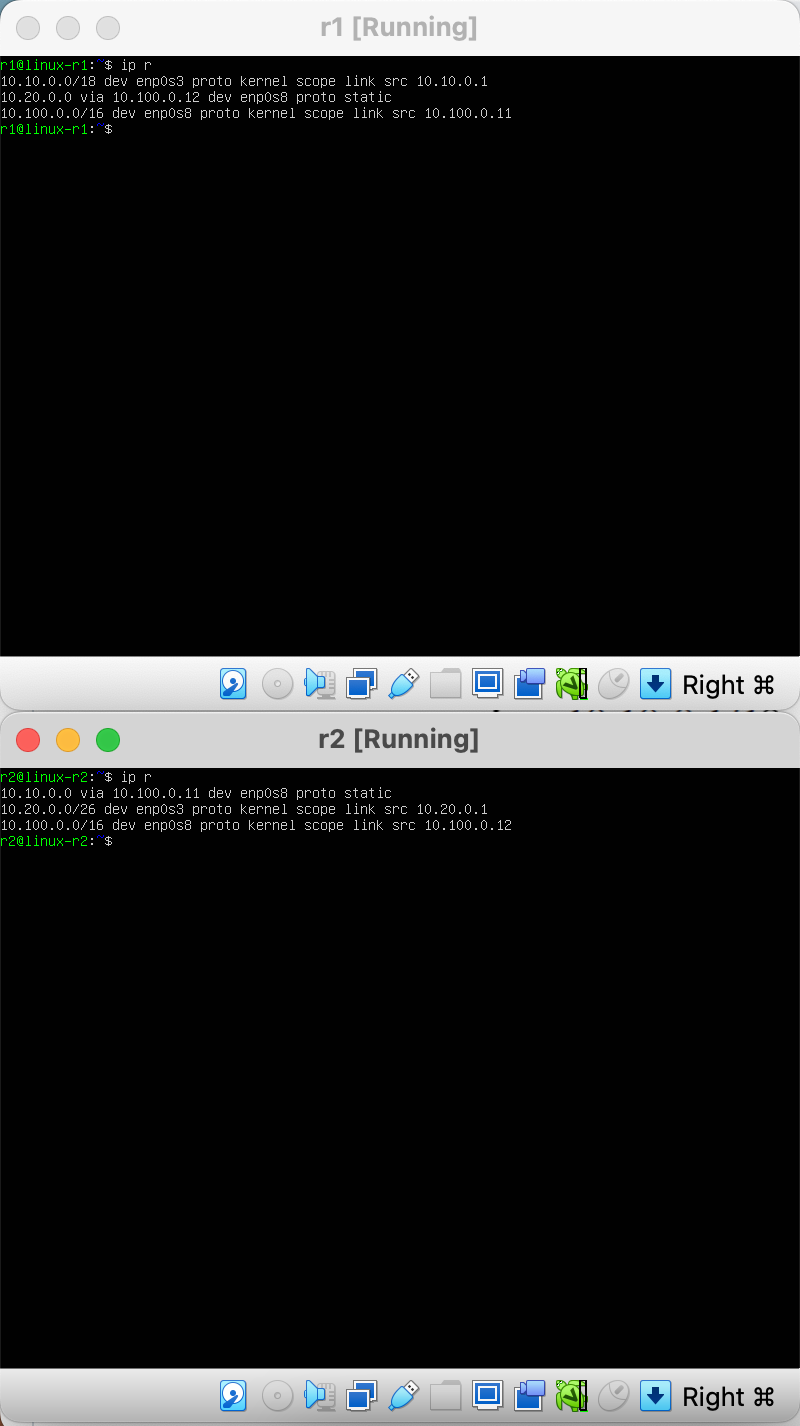 r1 [Running]
r1@linux-r1:~$ ip r
10.10.0.0/18 dev enp0s3 proto kernel scope link src 10.10.0.1
10.20.0.0 via 10.100.0.12 dev enp0s8 proto static
10.100.0.0/16 dev enp0s8 proto kernel scope link src 10.100.0.11
r1@linux-r1:~$
Right ⌘
r2 [Running]
r2@linux-r2:~$ ip r
10.10.0.0 via 10.100.0.11 dev enp0s8 proto static
10.20.0.0/26 dev enp0s3 proto kernel scope link src 10.20.0.1
10.100.0.0/16 dev enp0s8 proto kernel scope link src 10.100.0.12
r2@linux-r2:~$
Right ⌘